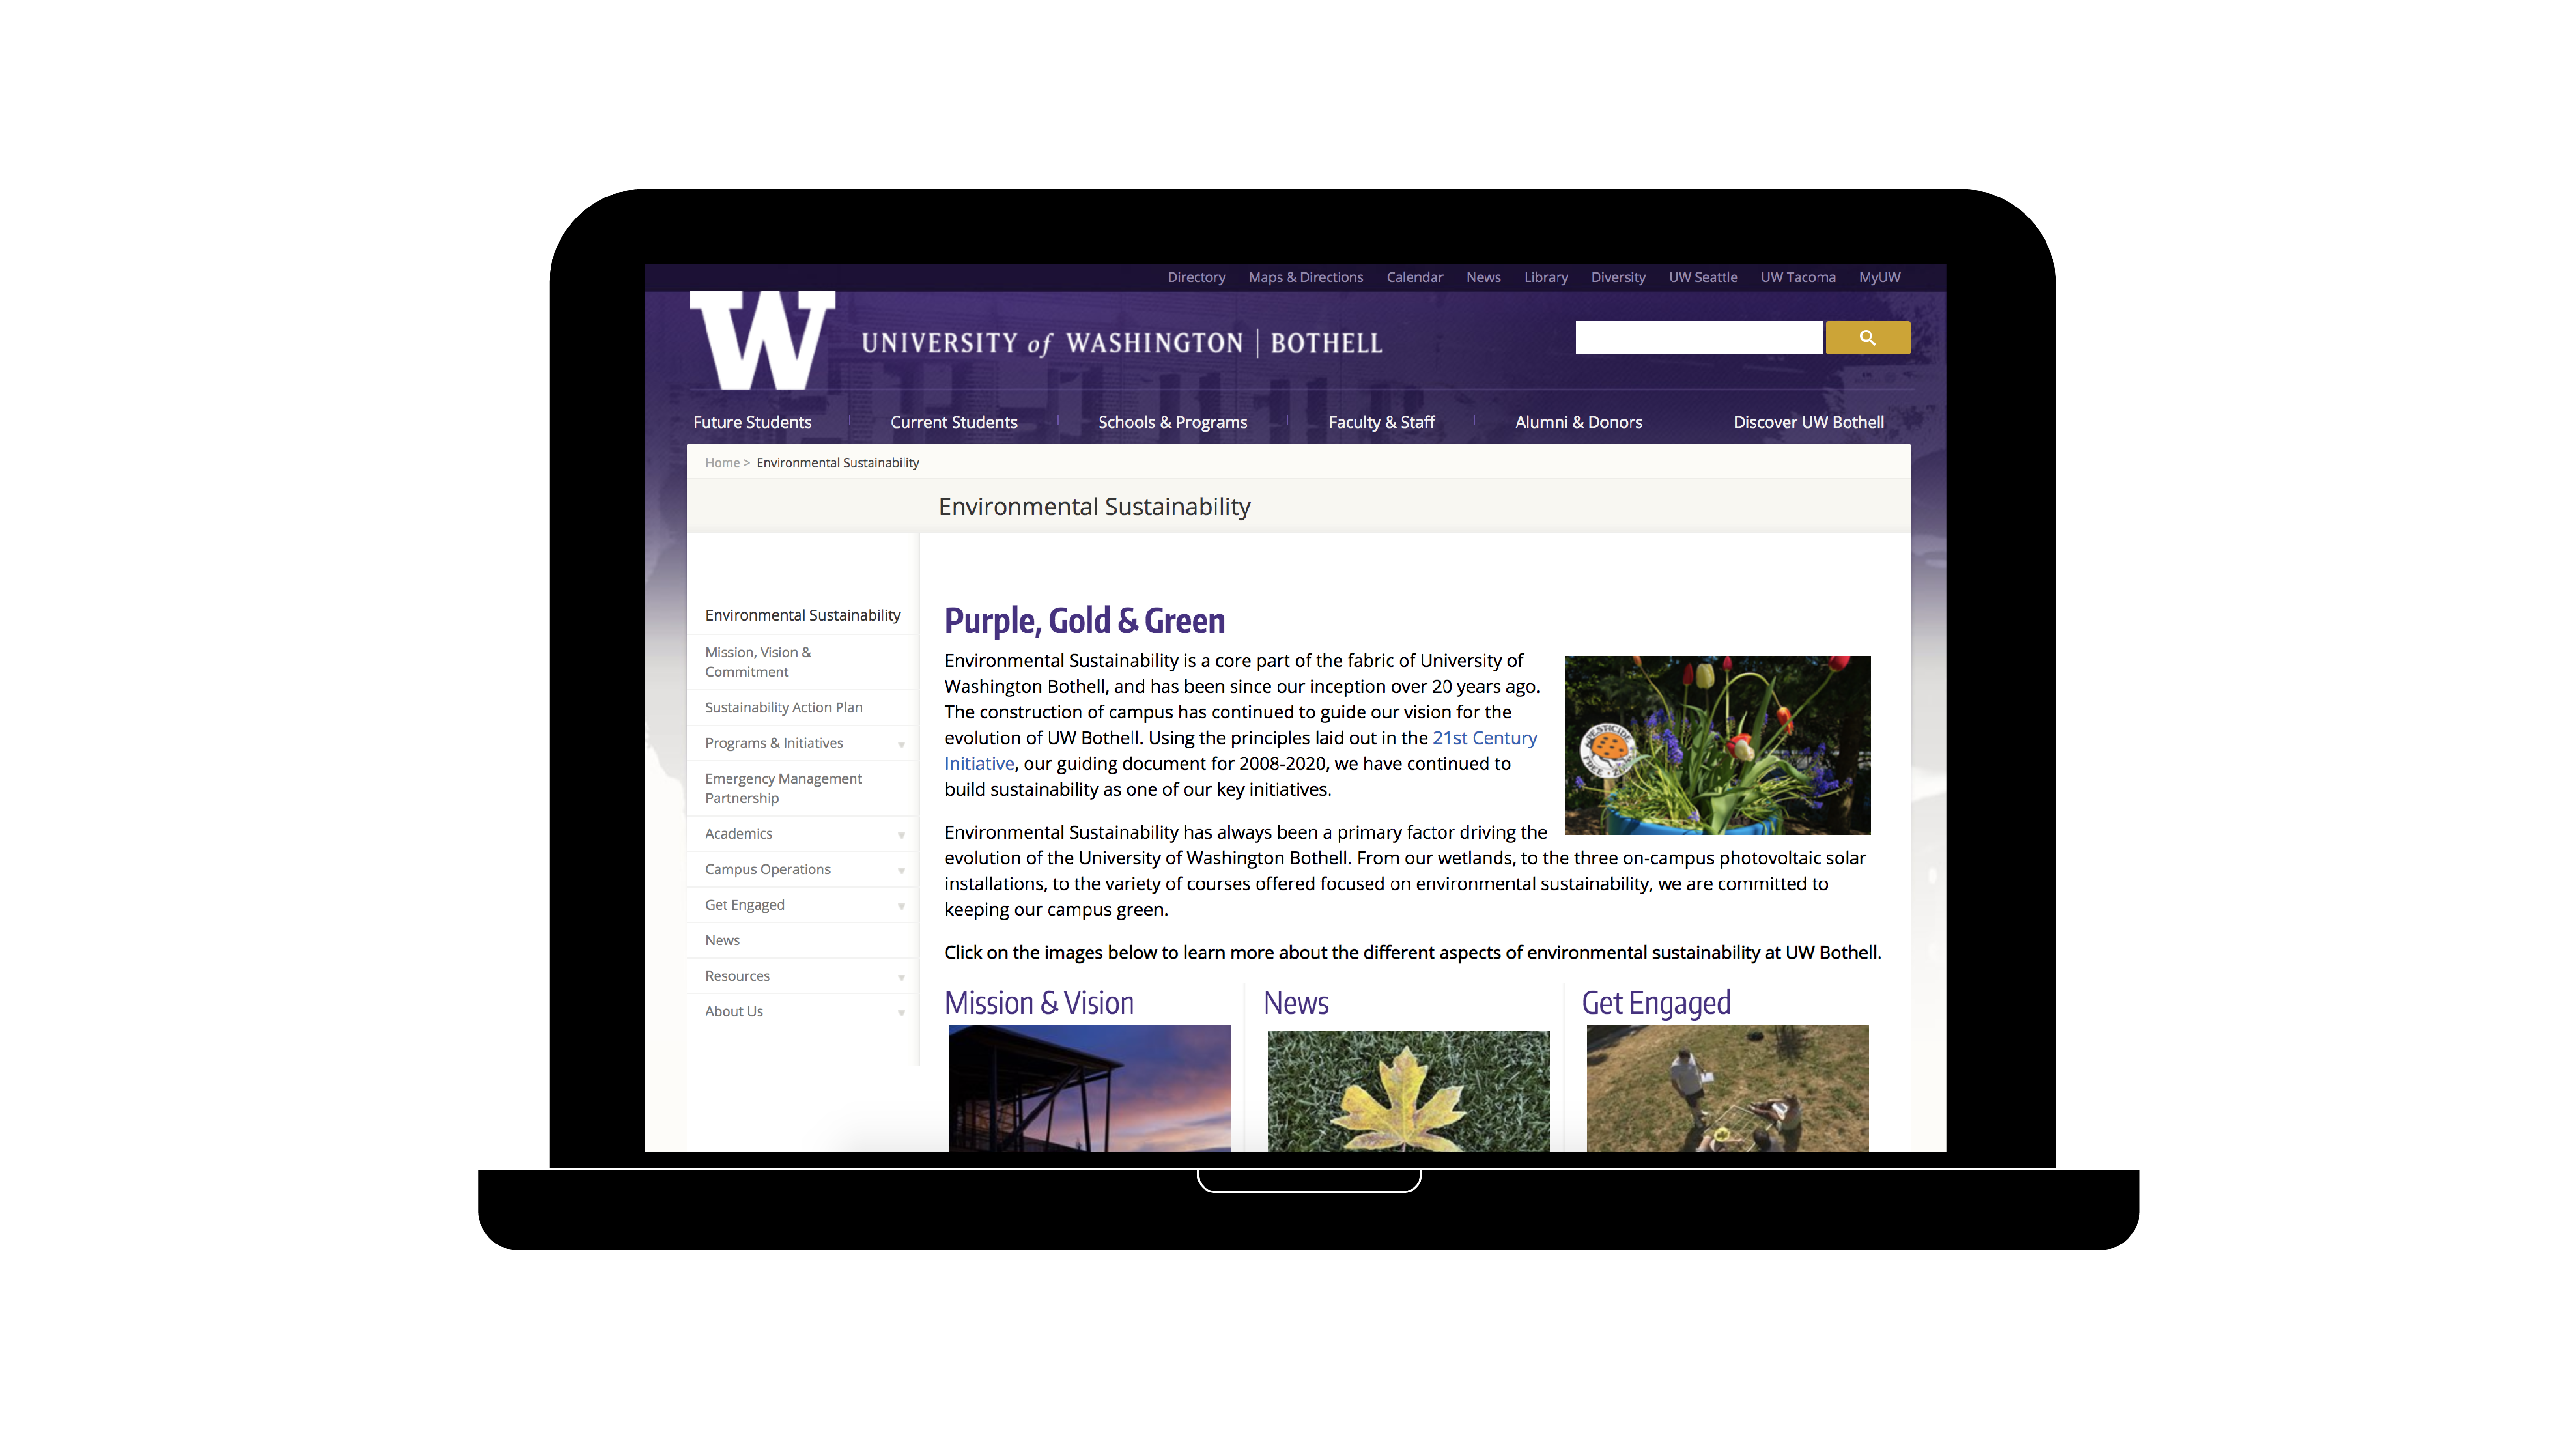 Directory Maps & Directions Calendar News Library Diversity UW Seattle UW Tacoma MyUW
W
UNIVERSITY of WASHINGTON | BOTHELL
Future Students Current Students Schools & Programs Faculty & Staff Alumni & Donors Discover UW Bothell
Home > Environmental Sustainability
Environmental Sustainability
Environmental Sustainability
Mission, Vision &
Commitment
Sustainability Action Plan
Programs & Initiatives
Emergency Management
Partnership
Academics
Campus Operations
Get Engaged
News
Resources
About Us
Purple, Gold & Green
Environmental Sustainability is a core part of the fabric of University of
Washington Bothell, and has been since our inception over 20 years ago.
The construction of campus has continued to guide our vision for the
evolution of UW Bothell. Using the principles laid out in the 21st Century
Initiative, our guiding document for 2008-2020, we have continued to
build sustainability as one of our key initiatives.
PESTICIDE
FREE
Environmental Sustainability has always been a primary factor driving the
evolution of the University of Washington Bothell. From our wetlands, to the three on-campus photovoltaic solar
installations, to the variety of courses offered focused on environmental sustainability, we are committed to
keeping our campus green.
Click on the images below to learn more about the different aspects of environmental sustainability at UW Bothell.
Mission & Vision
News
Get Engaged